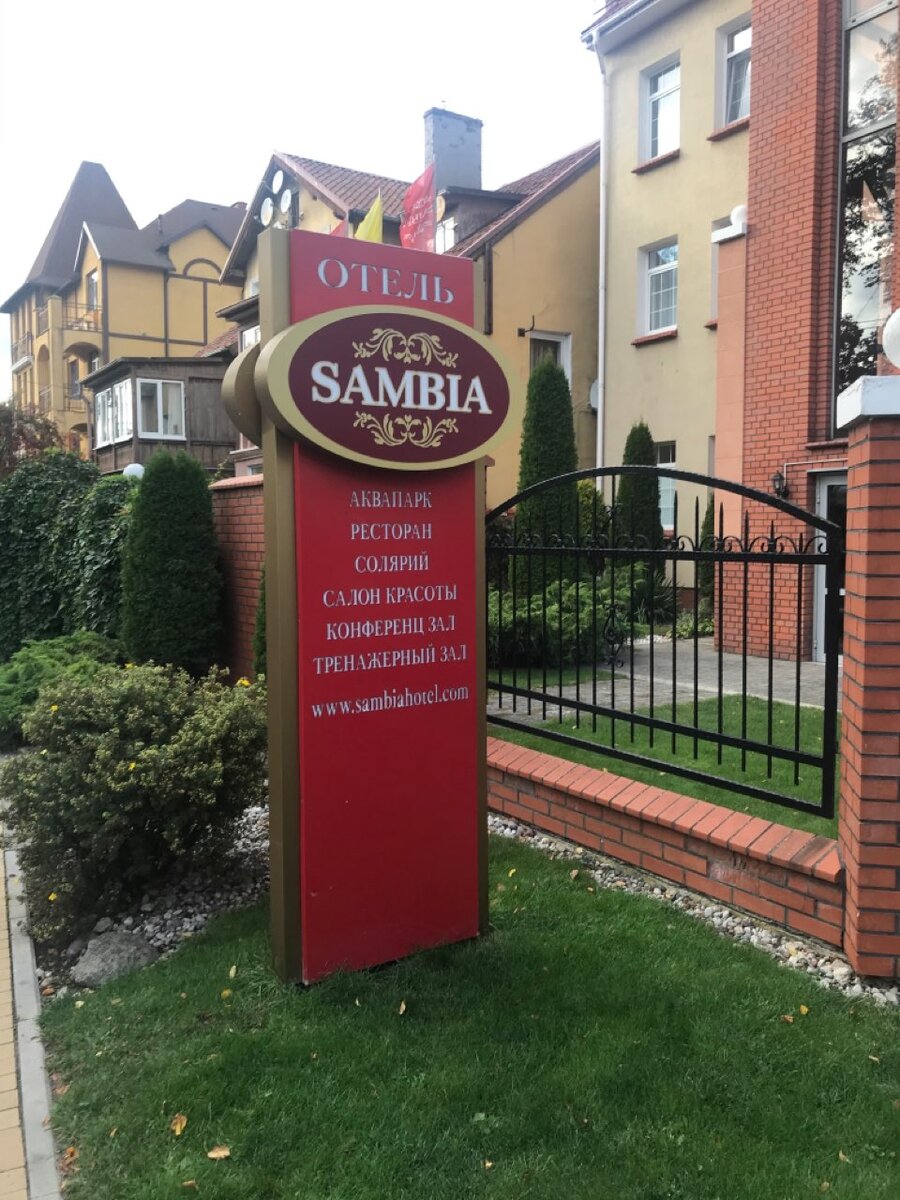 ОТЕЛЬ
SAMBIA
АКВАПАРК
РЕСТОРАН
СОЛЯРИЙ
САЛОН КРАСОТЫ
КОНФЕРЕНЦ ЗАЛ
ТРЕНАЖЕРНЫЙ ЗАЛ
www.sambiahotel.com